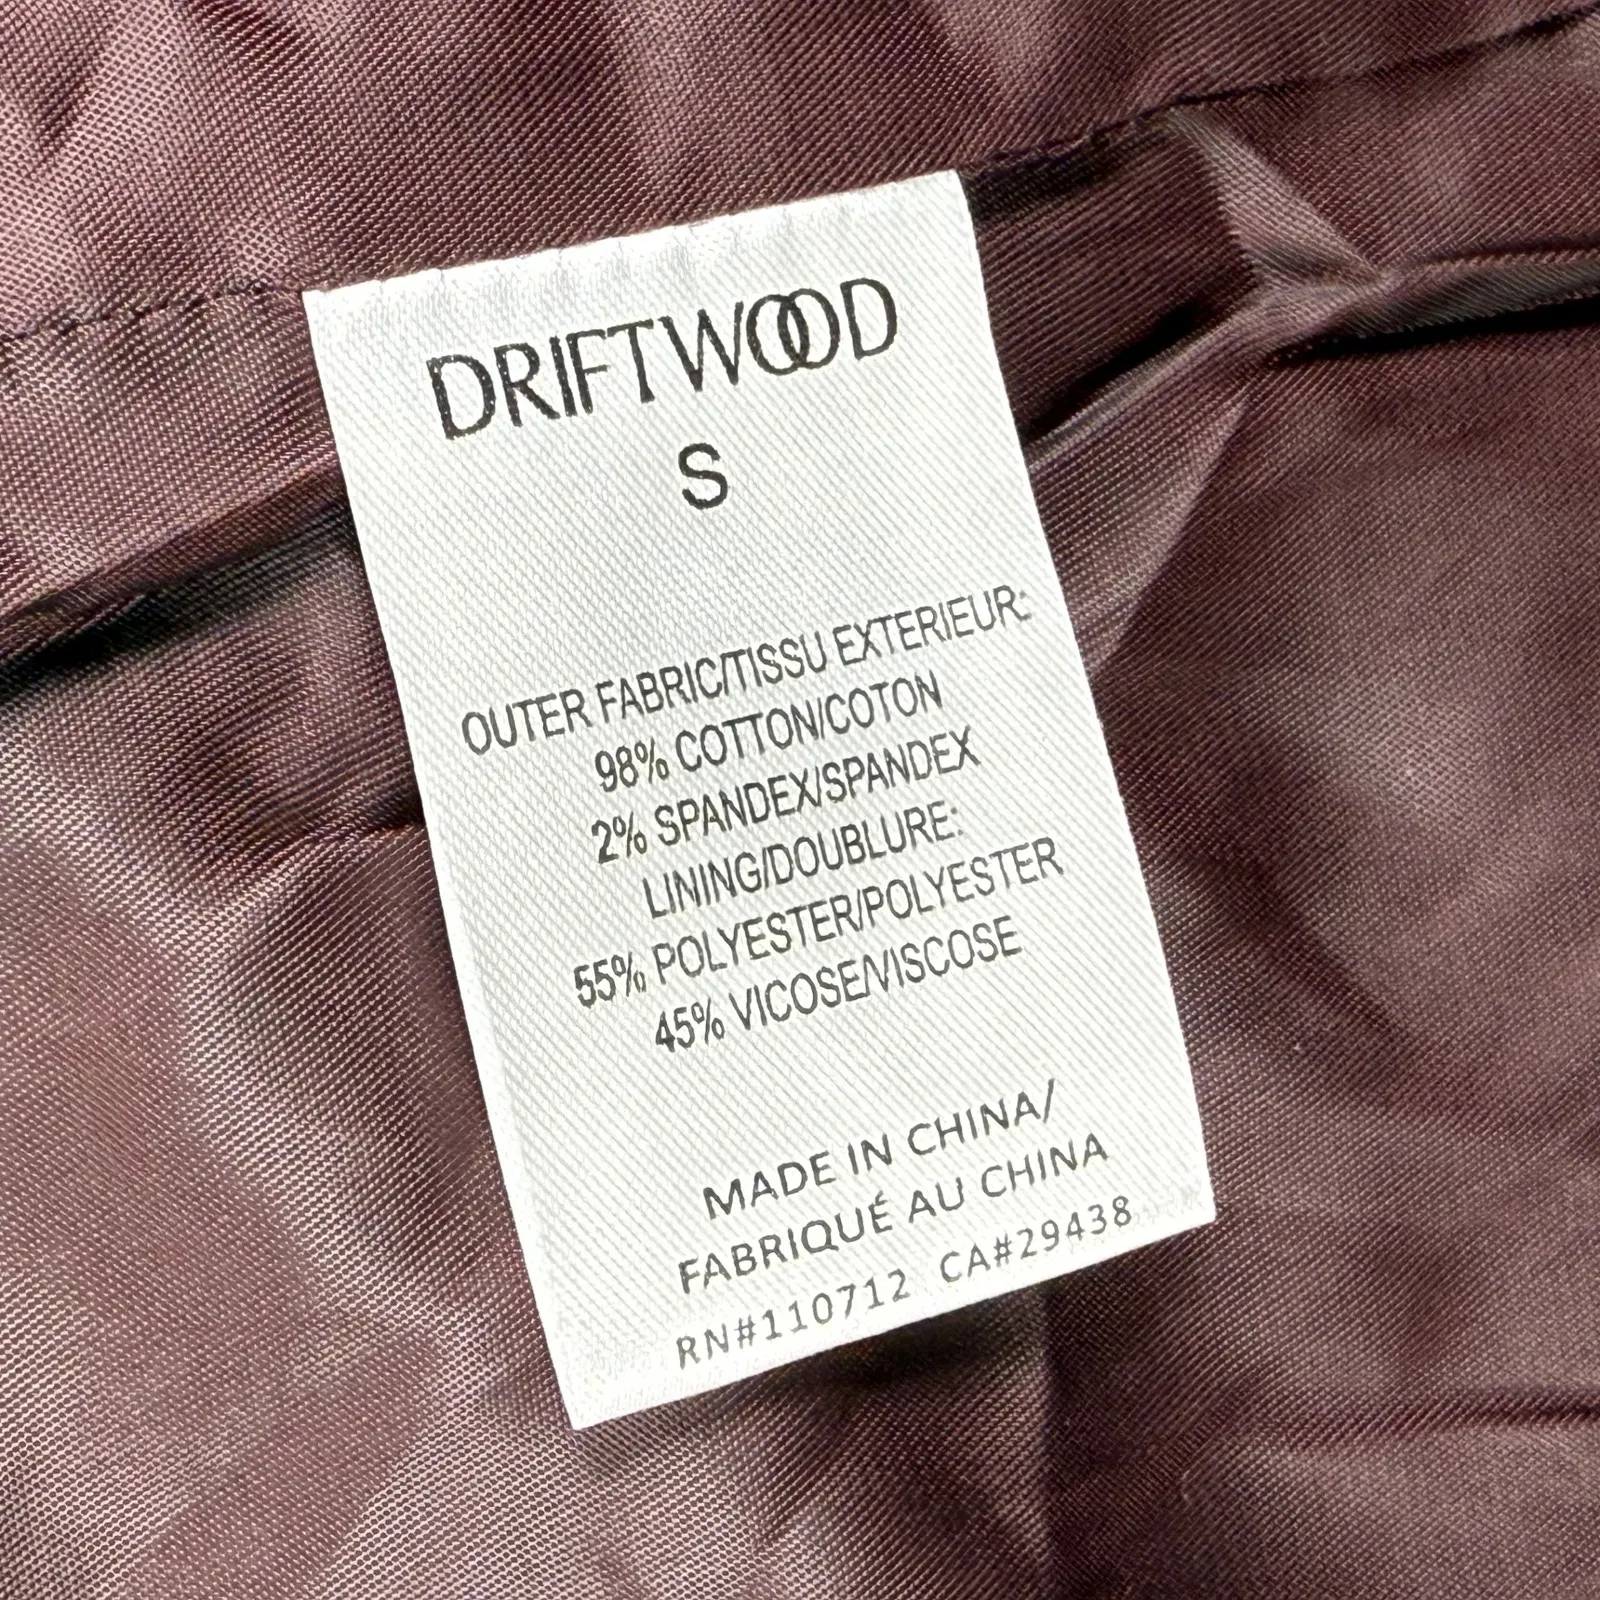 DRIFTWOOD
S
OUTER FABRIC/TISSU EXTERIEUR:
98% COTTON/COTON
2% SPANDEX/SPANDEX
LINING/DOUBLURE:
55% POLYESTER/POLYESTER
45% VICOSE/VISCOSE
MADE IN CHINA/
FABRIQUÉ AU CHINA
RN#110712 CA#29438